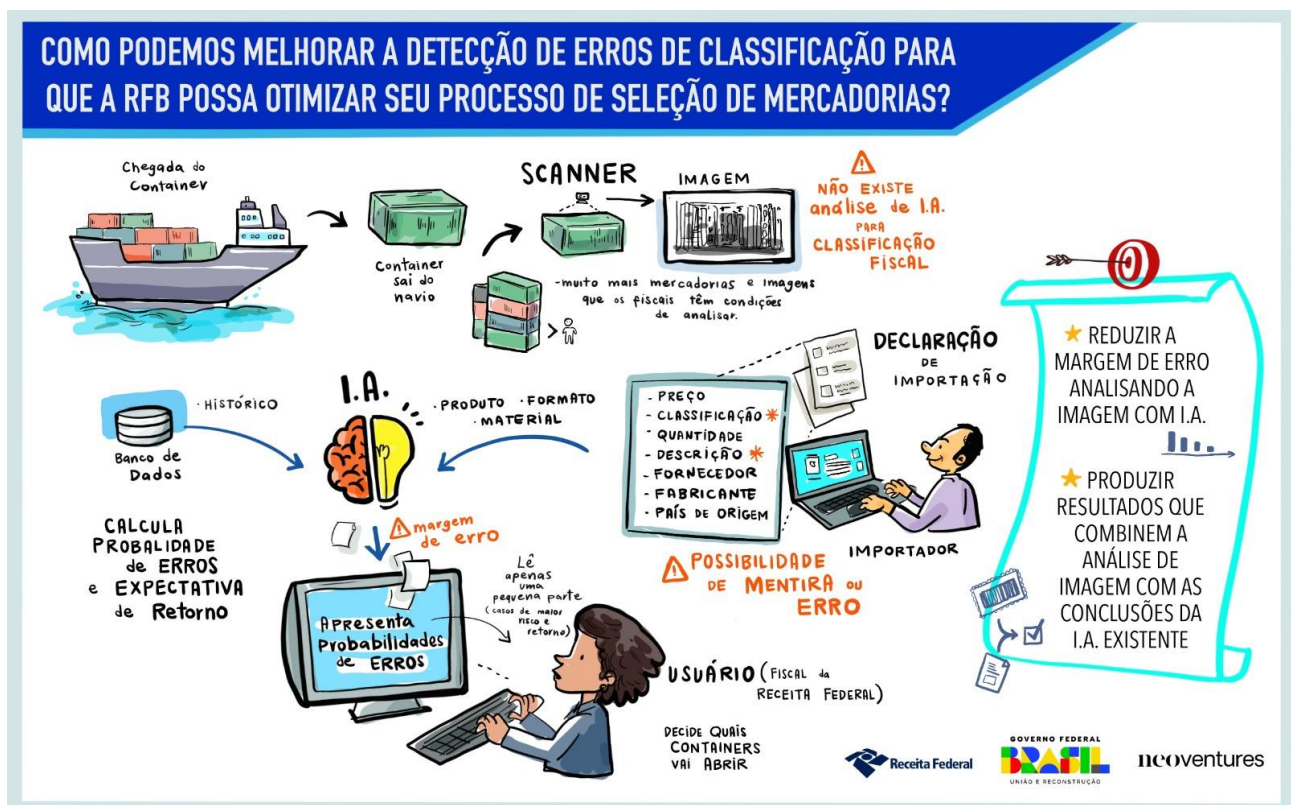 COMO PODEMOS MELHORAR A DETECÇÃO DE ERROS DE CLASSIFICAÇÃO PARA
QUE A RFB POSSA OTIMIZAR SEU PROCESSO DE SELEÇÃO DE MERCADORIAS?
Chegada do
Container
Container
sai do
navio
SCANNER
IMAGEM
-muito mais mercadorias e imagens
que os fiscais têm condições
de analisar.
NÃO EXISTE
análise de I.A.
PARA
CLASSIFICAÇÃO
FISCAL
DECLARAÇÃO
DE
IMPORTAÇÃO
- PREÇO
- CLASSIFICAÇÃO *
- QUANTIDADE
- DESCRIÇÃO *
- FORNECEDOR
- FABRICANTE
- PAÍS DE ORIGEM
IMPORTADOR
POSSIBILIDADE
DE MENTIRA OU
ERRO
· PRODUTO · FORMATO
· MATERIAL
I.A.
· HISTÓRICO
Banco de
Dados
CALCULA
PROBALIDADE
de ERROS
e EXPECTATIVA
de Retorno
margem
de erro
Apresenta
Probabilidades
de ERROS
Lê
apenas
uma
pequena parte
(casos de maior
risco e
retorno)
USUÁRIO (FISCAL da
RECEITA FEDERAL)
DECIDE QUAIS
CONTAINERS
VAI ABRIR
REDUZIR A
MARGEM DE ERRO
ANALISANDO A
IMAGEM COM I.A.
PRODUZIR
RESULTADOS QUE
COMBINEM A
ANÁLISE DE
IMAGEM COM AS
CONCLUSÕES DA
I.A. EXISTENTE
Receita Federal
GOVERNO FEDERAL
BRASIL
UNIÃO E RECONSTRUÇÃO
neoventures